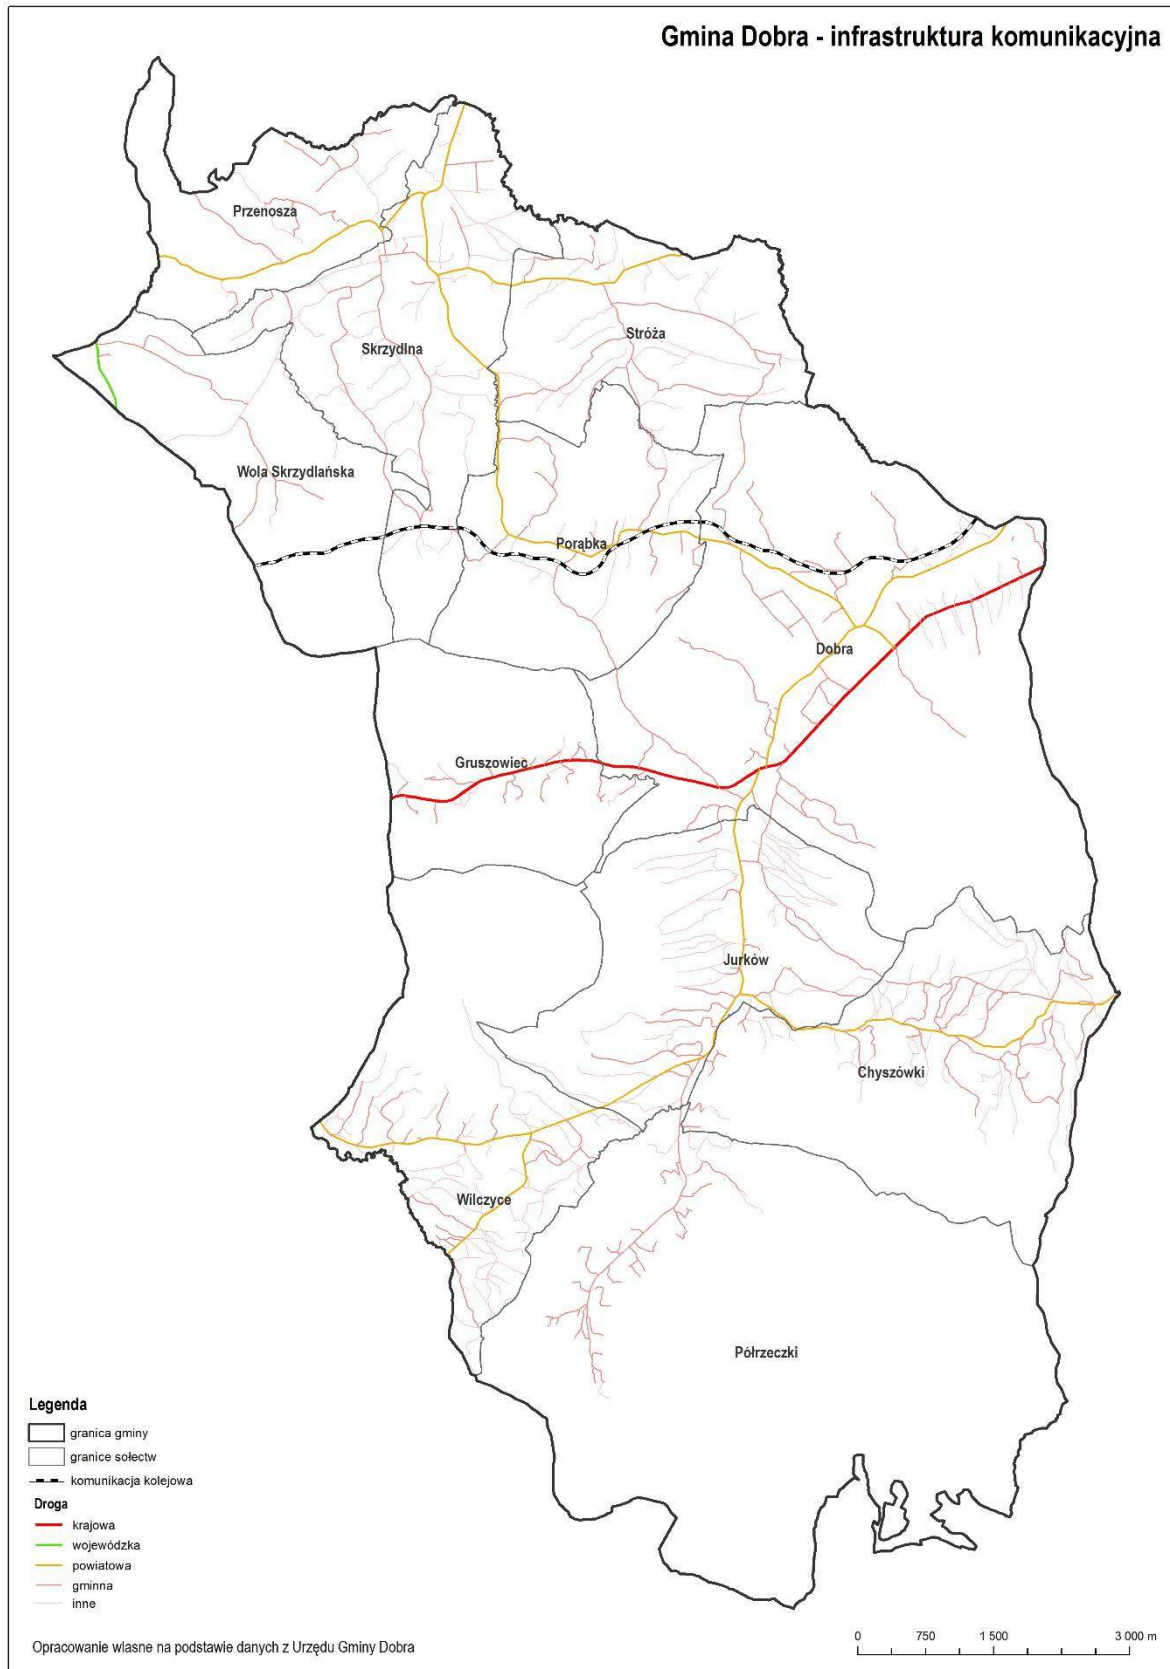 Gmina Dobra - infrastruktura komunikacyjna
Przenosza
Stróża
Skrzydlna
Wola Skrzydlańska
Porąbka
Dobra
Gruszowiec
Jurków
Chyszówki
Wilczyce
Półrzeczki
Legenda
granica gminy
granice sołectw
komunikacja kolejowa
Droga
krajowa
wojewódzka
powiatowa
gminna
inne
Opracowanie wlasne na podstawie danych z Urzędu Gminy Dobra
0 750 1 500 3 000 m